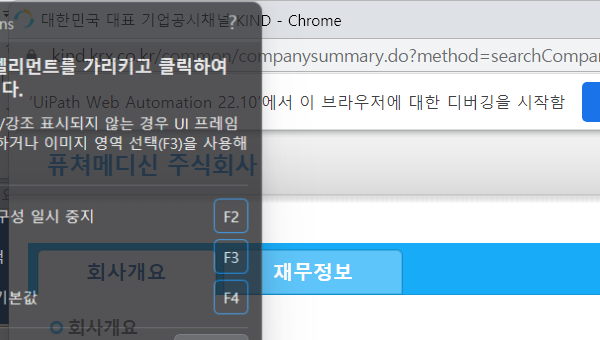 ns
대한민국 대표 기업공시채널 KIND - Chrome
?
kind.krx.co.kr/common/companysummary.do?method=searchCompa
엘리먼트를 가리키고 클릭하여
다.
'UiPath Web Automation 22.10'에서 이 브라우저에 대한 디버깅을 시작함
/강조 표시되지 않는 경우 UI 프레임
하거나 이미지 영역 선택(F3)을 사용해
퓨쳐메디신 주식회사
구성 일시 중지
F2
F3
회사개요
재무정보
기본값
F4
회사개요